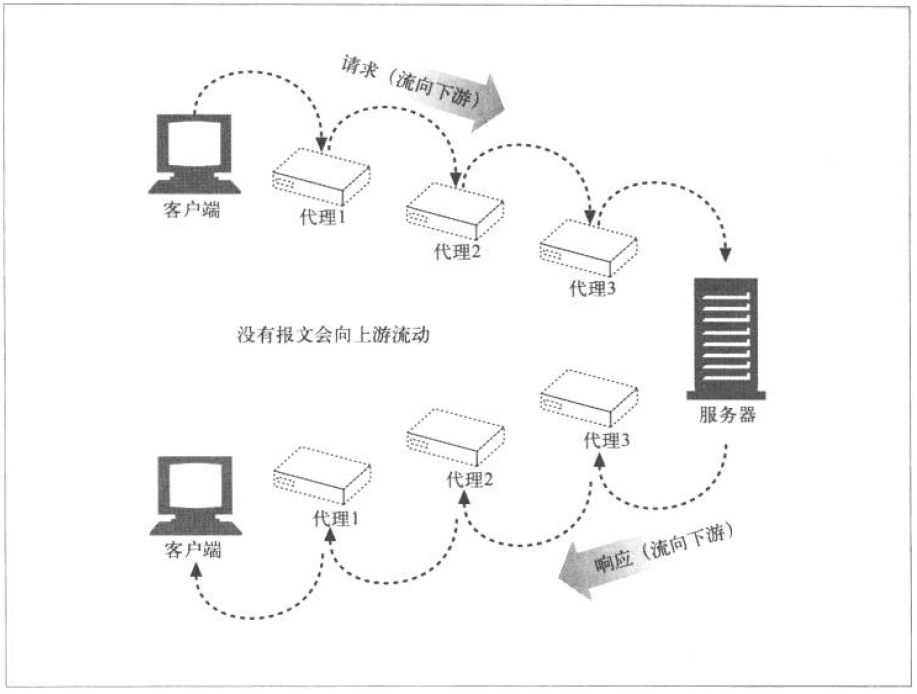 请求（流向下游）
客户端
代理1
代理2
代理3
没有报文会向上游流动
服务器
代理3
代理2
代理1
客户端
响应（流向下游）